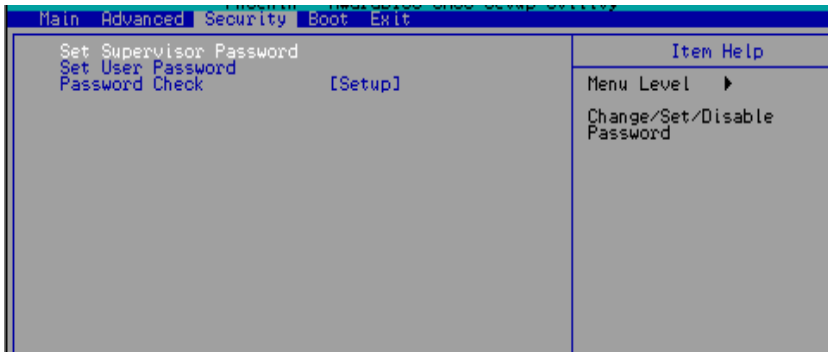 Main Advanced Security Boot Exit
Set Supervisor Password
Set User Password
Password Check [Setup]
Item Help
Menu Level
Change/Set/Disable
Password